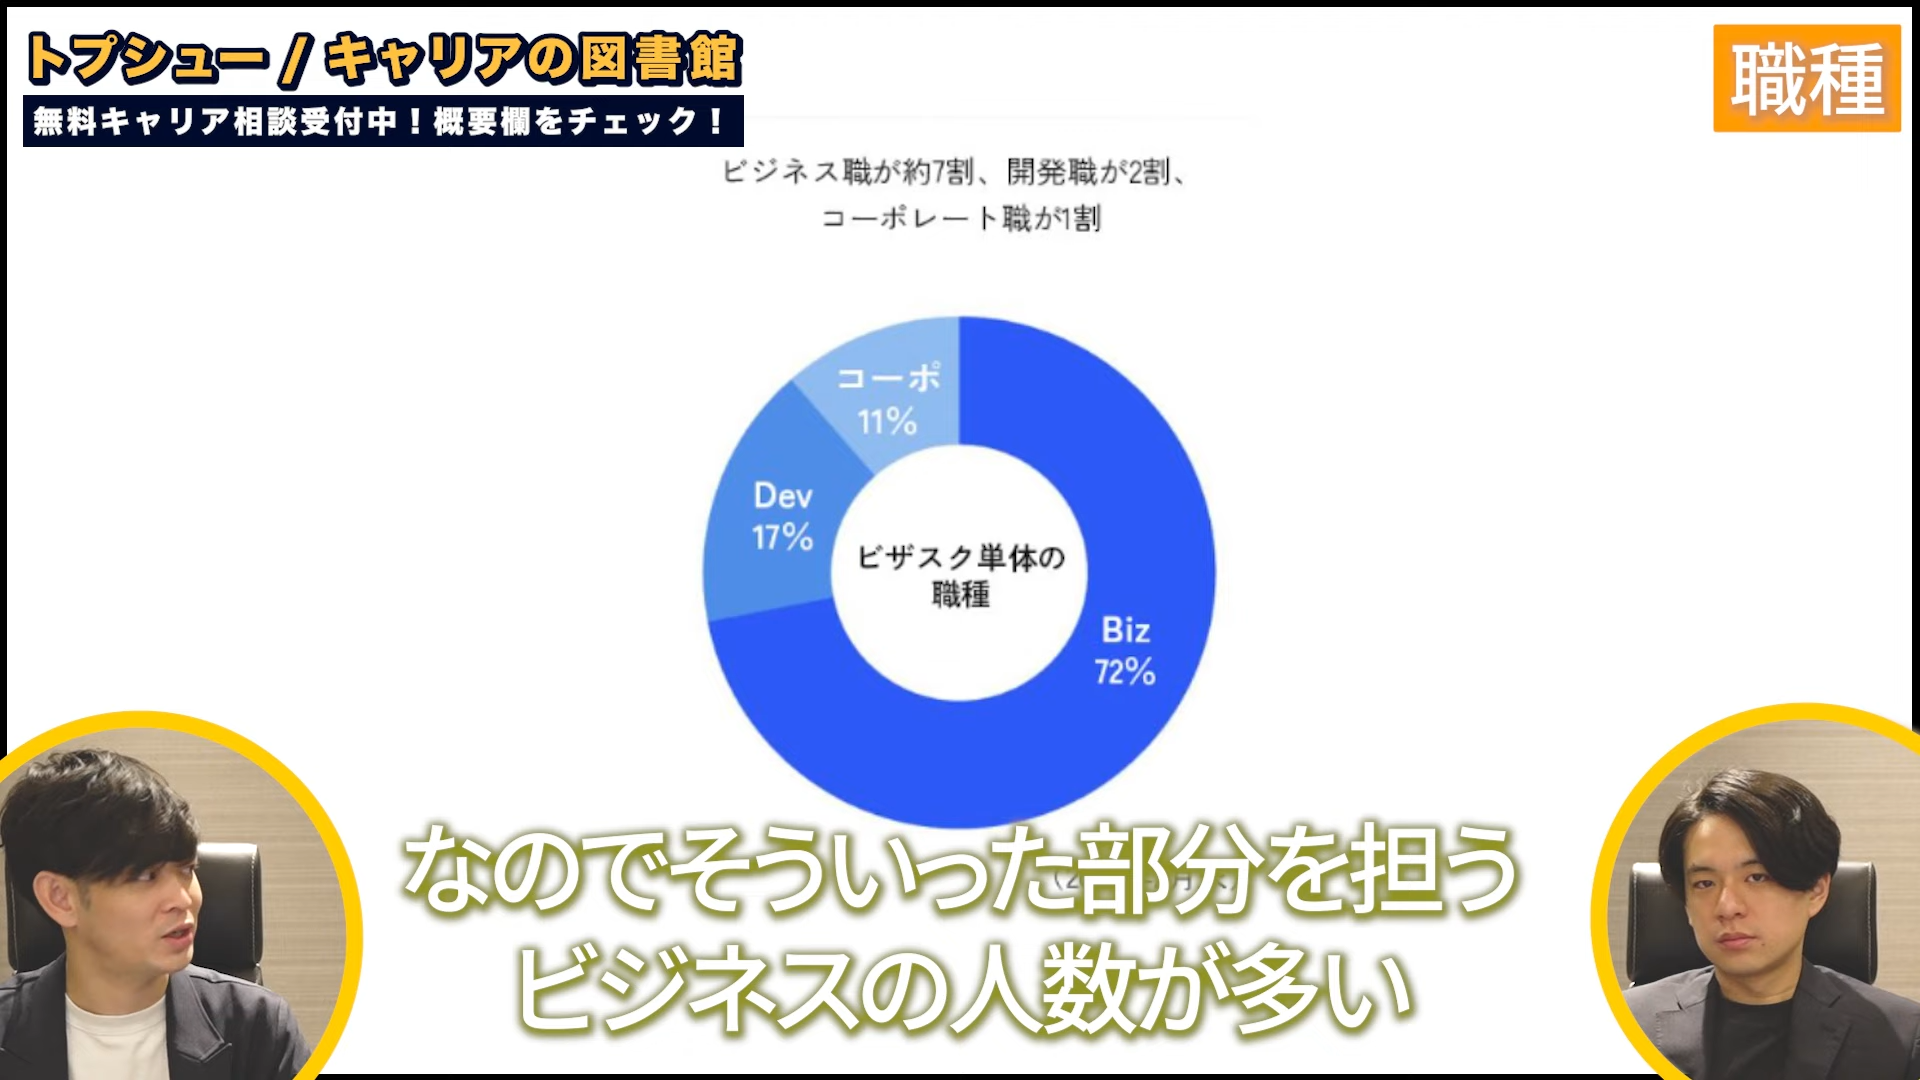 トプシュー / キャリアの図書館
無料キャリア相談受付中！概要欄をチェック！
職種
ビジネス職が約7割、開発職が2割、
コーポレート職が1割
コーポ
11%
Dev
17%
ビザスク単体の
職種
Biz
72%
なのでそういった部分を担う
ビジネスの人数が多い